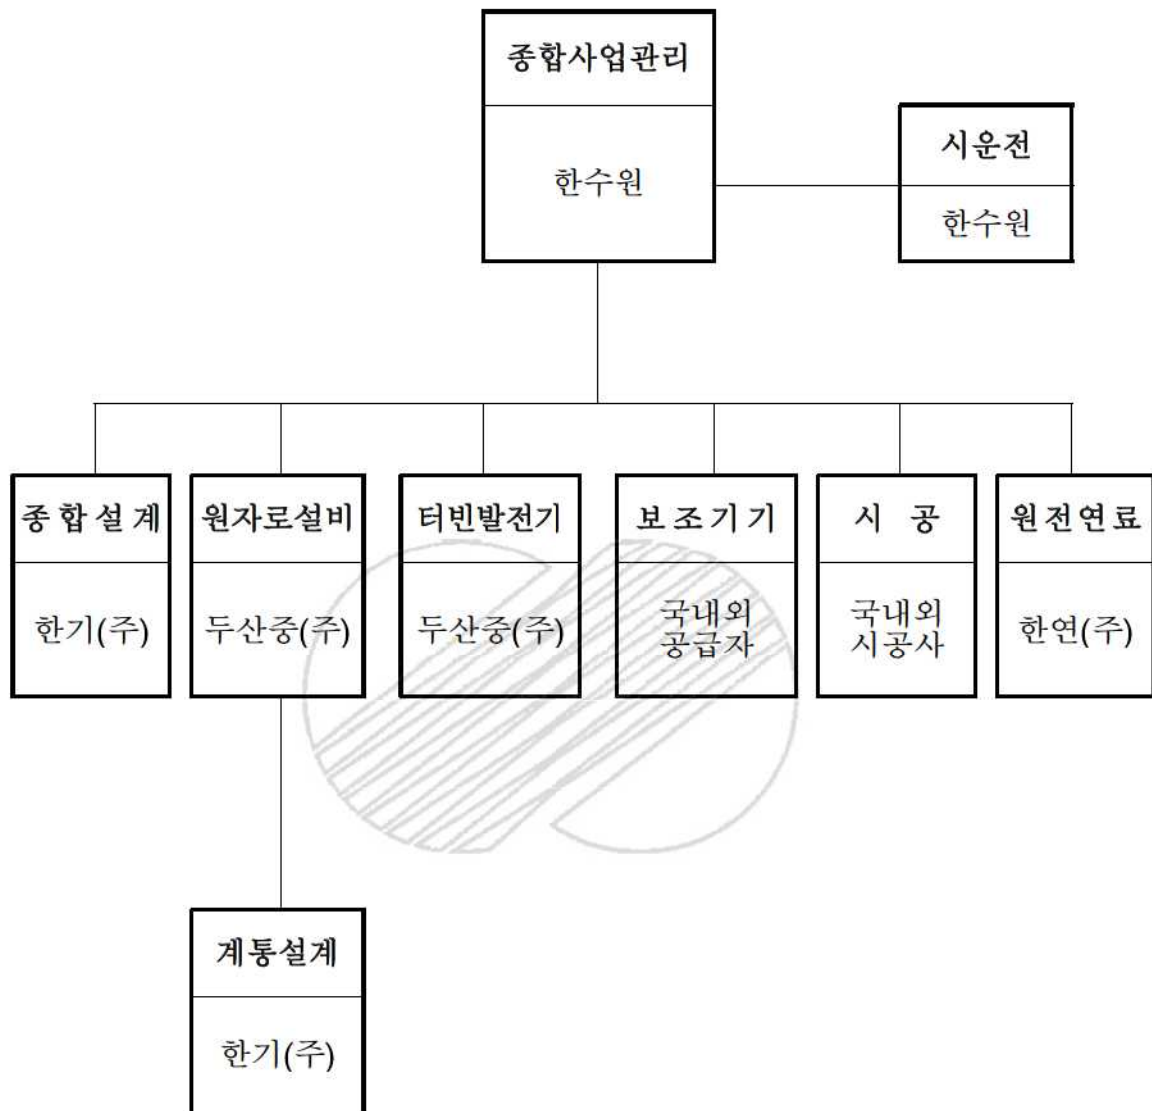 종합사업관리
한수원
시운전
한수원
종합설계
한기(주)
원자로설비
두산중(주)
터빈발전기
두산중(주)
보조기기
국내외
공급자
시 공
국내외
시공사
원전연료
한연(주)
계통설계
한기(주)